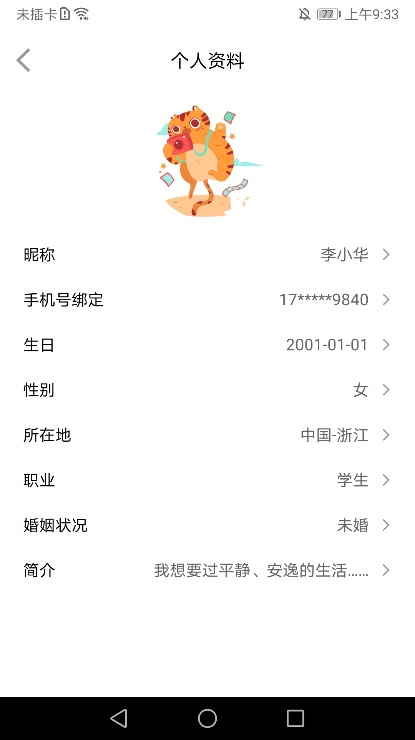 未插卡 77 上午9:33
个人资料
昵称 李小华
手机号绑定 17*****9840
生日 2001-01-01
性别 女
所在地 中国-浙江
职业 学生
婚姻状况 未婚
简介 我想要过平静、安逸的生活......